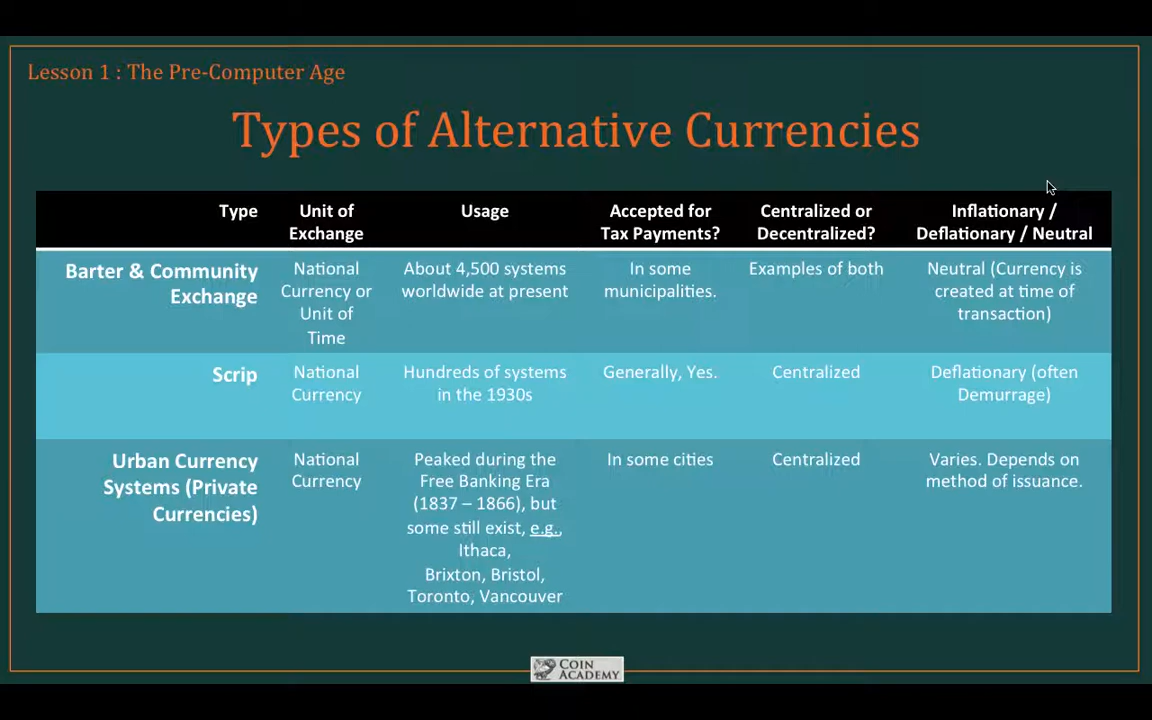 Lesson 1 : The Pre-Computer Age
Types of Alternative Currencies
Type
Unit of
Exchange
Usage
Accepted for
Tax Payments?
Centralized or
Decentralized?
Inflationary /
Deflationary / Neutral
Barter & Community
Exchange
National
Currency or
Unit of
Time
About 4,500 systems
worldwide at present
In some
municipalities.
Examples of both
Neutral (Currency is
created at time of
transaction)
Scrip
National
Currency
Hundreds of systems
in the 1930s
Generally, Yes.
Centralized
Deflationary (often
Demurrage)
Urban Currency
Systems (Private
Currencies)
National
Currency
Peaked during the
Free Banking Era
(1837 – 1866), but
some still exist, e.g.,
Ithaca,
Brixton, Bristol,
Toronto, Vancouver
In some cities
Centralized
Varies. Depends on
method of issuance.
COIN
ACADEMY